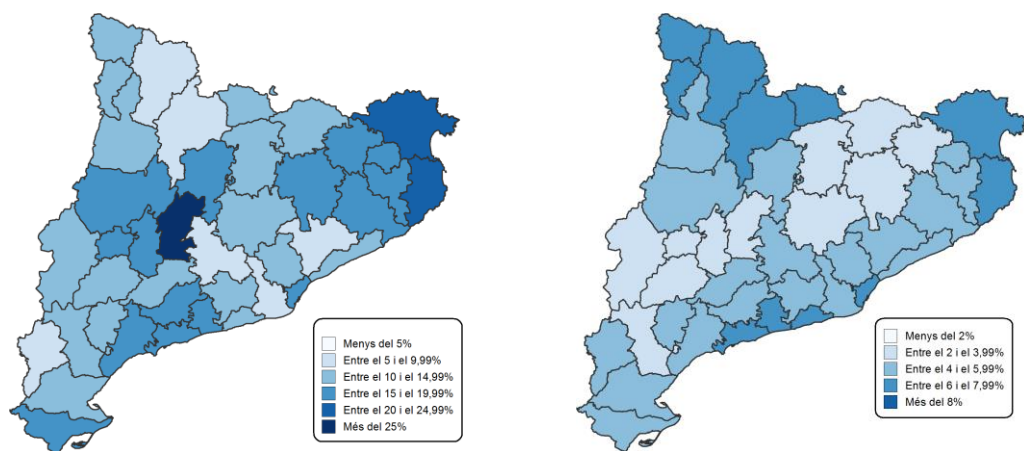 Menys del 5%
Entre el 5 i el 9,99%
Entre el 10 i el 14,99%
Entre el 15 i el 19,99%
Entre el 20 i el 24,99%
Més del 25%
Menys del 2%
Entre el 2 i el 3,99%
Entre el 4 i el 5,99%
Entre el 6 i el 7,99%
Més del 8%